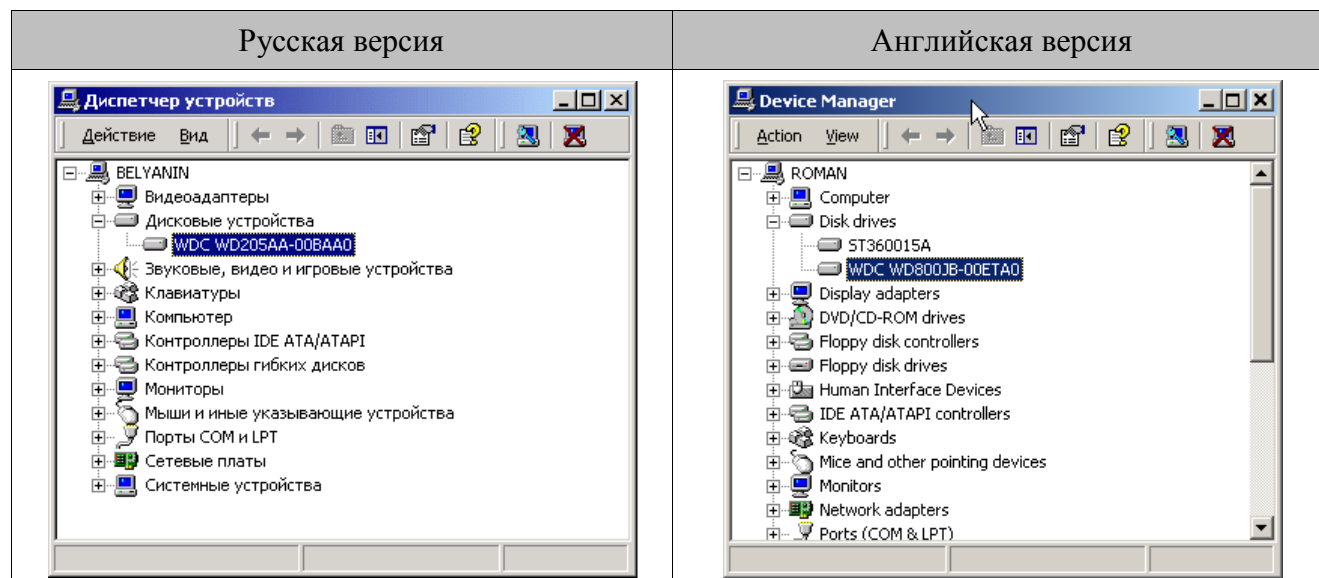 Русская версия
Английская версия
Диспетчер устройств
Действие Вид
BELYANIN
Видеоадаптеры
Дисковые устройства
WDC WD205AA-00BAA0
Звуковые, видео и игровые устройства
Клавиатуры
Компьютер
Контроллеры IDE ATA/ATAPI
Контроллеры гибких дисков
Мониторы
Мыши и иные указывающие устройства
Порты COM и LPT
Сетевые платы
Системные устройства
Device Manager
Action View
ROMAN
Computer
Disk drives
ST360015A
WDC WD800JB-00ETA0
Display adapters
DVD/CD-ROM drives
Floppy disk controllers
Floppy disk drives
Human Interface Devices
IDE ATA/ATAPI controllers
Keyboards
Mice and other pointing devices
Monitors
Network adapters
Ports (COM & LPT)